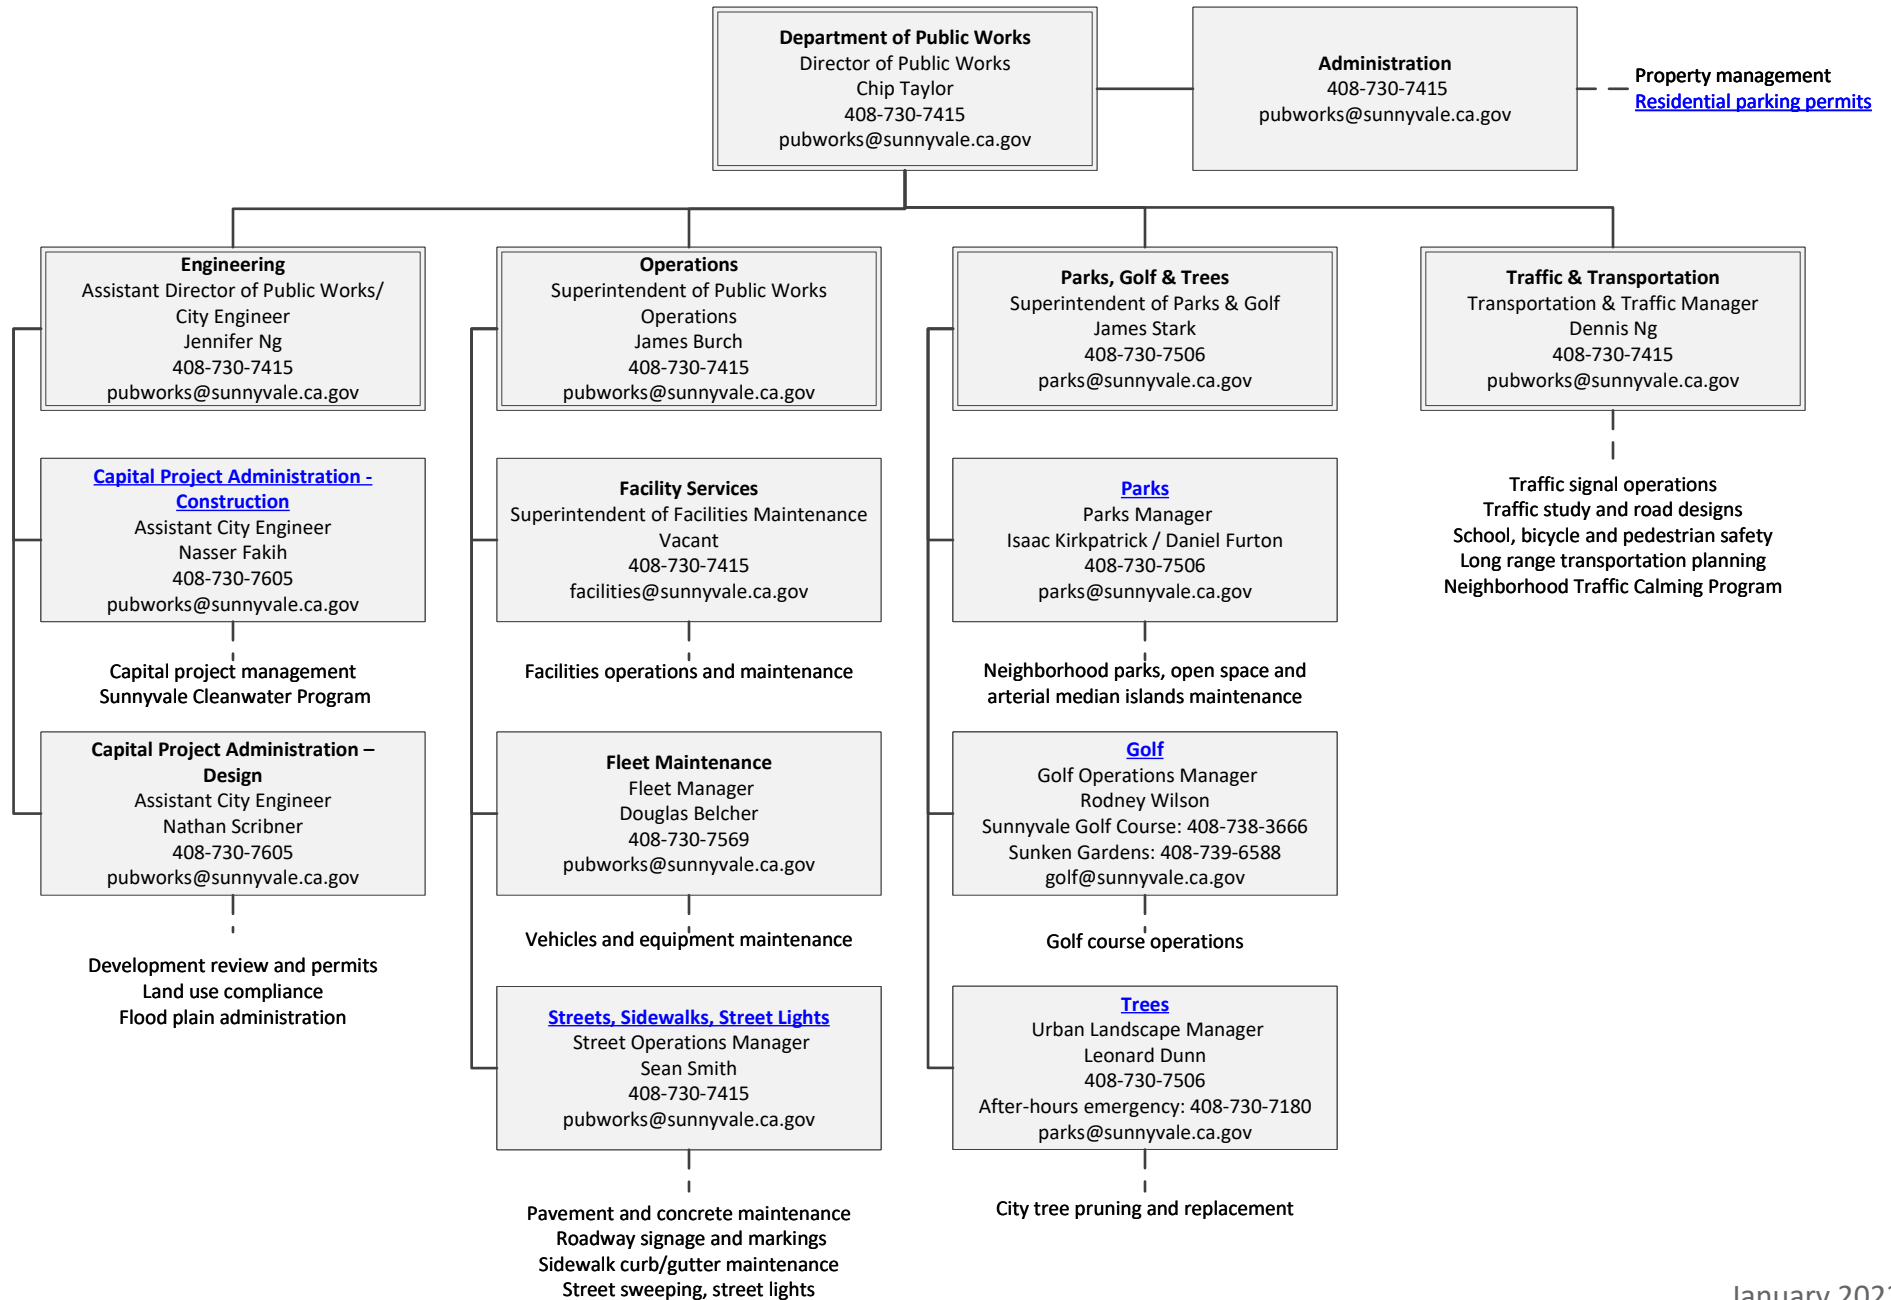 Department of Public Works
Director of Public Works
Chip Taylor
408-730-7415
pubworks@sunnyvale.ca.gov
Administration
408-730-7415
pubworks@sunnyvale.ca.gov
Property management
Residential parking permits
Engineering
Assistant Director of Public Works/
City Engineer
Jennifer Ng
408-730-7415
pubworks@sunnyvale.ca.gov
Capital Project Administration -
Construction
Assistant City Engineer
Nasser Fakih
408-730-7605
pubworks@sunnyvale.ca.gov
Capital project management
Sunnyvale Cleanwater Program
Capital Project Administration –
Design
Assistant City Engineer
Nathan Scribner
408-730-7605
pubworks@sunnyvale.ca.gov
Development review and permits
Land use compliance
Flood plain administration
Operations
Superintendent of Public Works
Operations
James Burch
408-730-7415
pubworks@sunnyvale.ca.gov
Facility Services
Superintendent of Facilities Maintenance
Vacant
408-730-7415
facilities@sunnyvale.ca.gov
Facilities operations and maintenance
Fleet Maintenance
Fleet Manager
Douglas Belcher
408-730-7569
pubworks@sunnyvale.ca.gov
Vehicles and equipment maintenance
Streets, Sidewalks, Street Lights
Street Operations Manager
Sean Smith
408-730-7415
pubworks@sunnyvale.ca.gov
Pavement and concrete maintenance
Roadway signage and markings
Sidewalk curb/gutter maintenance
Street sweeping, street lights
Parks, Golf & Trees
Superintendent of Parks & Golf
James Stark
408-730-7506
parks@sunnyvale.ca.gov
Parks
Parks Manager
Isaac Kirkpatrick / Daniel Furton
408-730-7506
parks@sunnyvale.ca.gov
Neighborhood parks, open space and
arterial median islands maintenance
Golf
Golf Operations Manager
Rodney Wilson
Sunnyvale Golf Course: 408-738-3666
Sunken Gardens: 408-739-6588
golf@sunnyvale.ca.gov
Golf course operations
Trees
Urban Landscape Manager
Leonard Dunn
408-730-7506
After-hours emergency: 408-730-7180
parks@sunnyvale.ca.gov
City tree pruning and replacement
Traffic & Transportation
Transportation & Traffic Manager
Dennis Ng
408-730-7415
pubworks@sunnyvale.ca.gov
Traffic signal operations
Traffic study and road designs
School, bicycle and pedestrian safety
Long range transportation planning
Neighborhood Traffic Calming Program
January